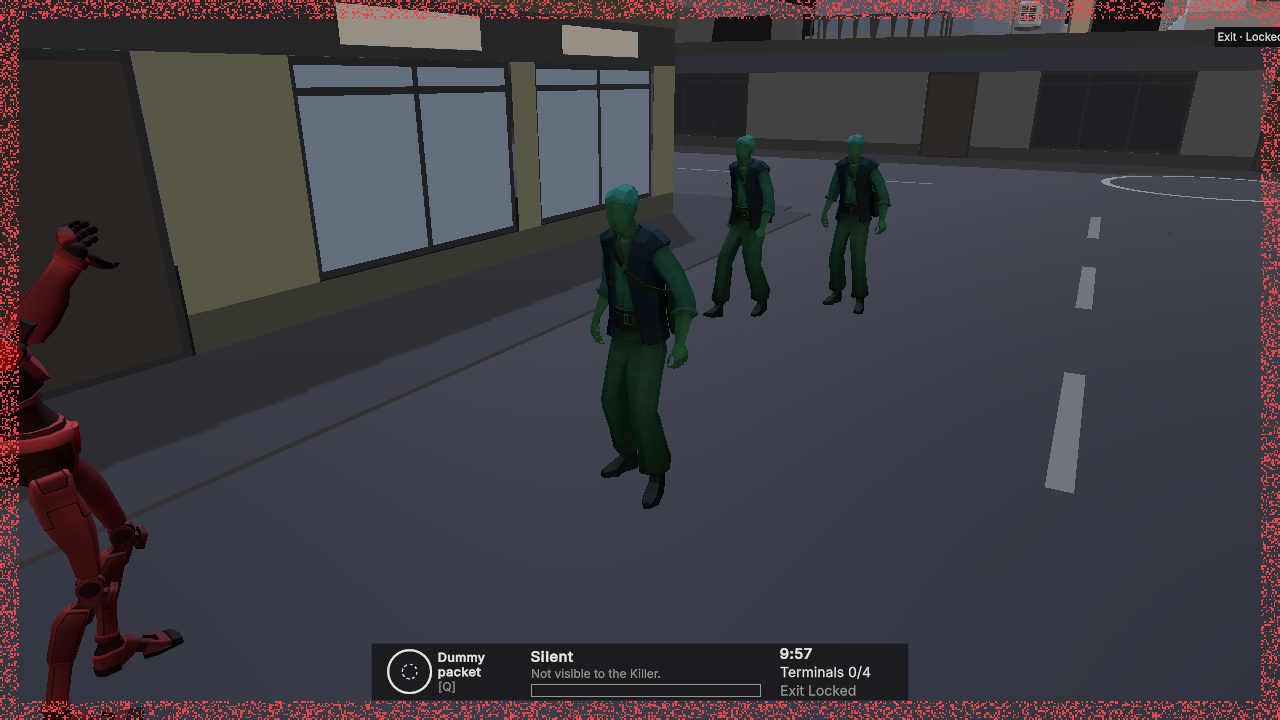 Exit · Locked
Dummy
packet
[Q]
Silent
Not visible to the Killer.
9:57
Terminals 0/4
Exit Locked